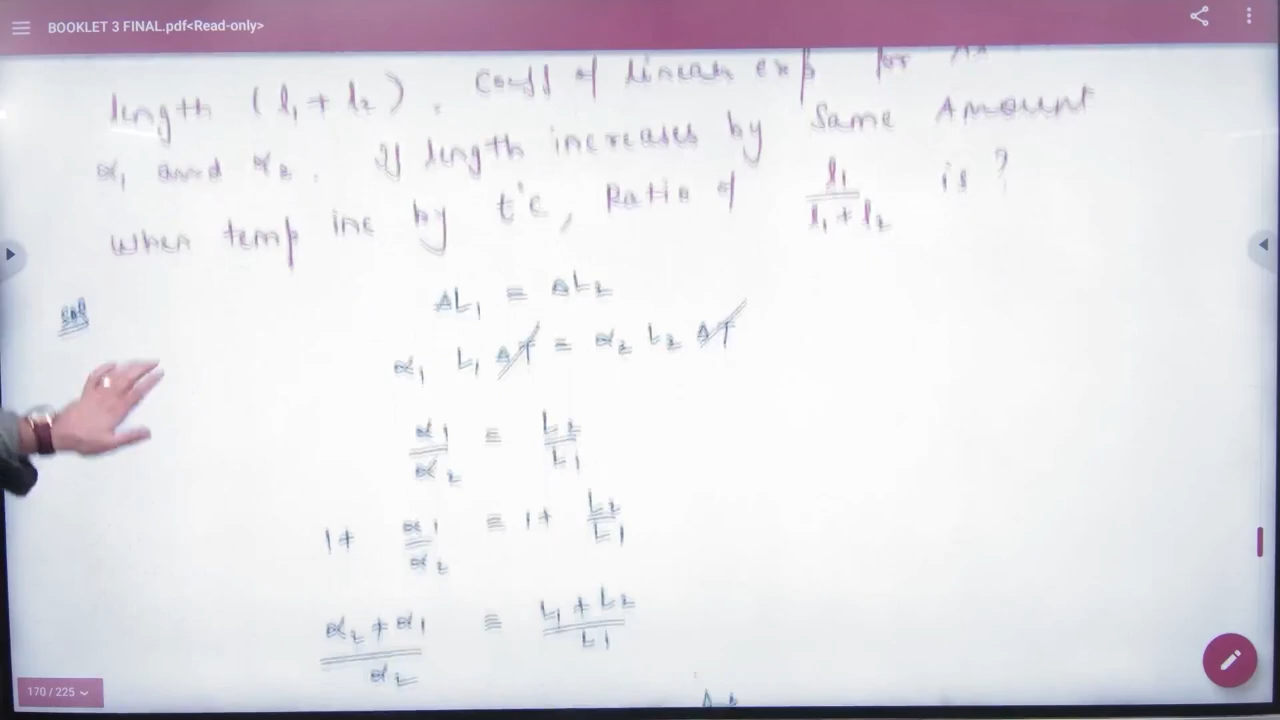 BOOKLET 3 FINAL.pdf<Read-only>
length (l₁ + l₂). Coeff of linear exp for
α₁ and α₂. If length increases by Same Amount
when temp inc by t°C, Ratio of l₁/(l₁ + l₂) is?
Sol
ΔL₁ = ΔL₂
α₁ L₁ ΔT = α₂ L₂ ΔT
α₁/α₂ = L₂/L₁
1+ α₁/α₂ = 1+ L₂/L₁
(α₂ + α₁)/α₂ = (L₁ + L₂)/L₁
170 / 225